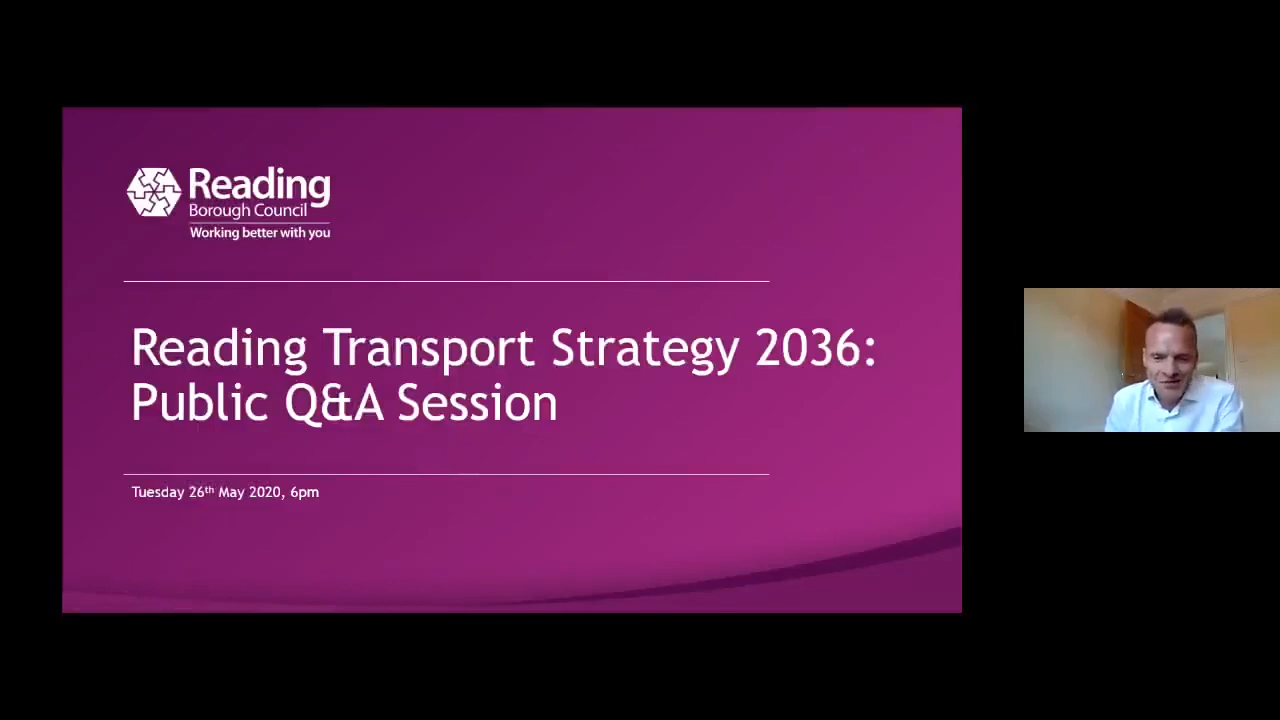 Reading
Borough Council
Working better with you
Reading Transport Strategy 2036:
Public Q&A Session
Tuesday 26th May 2020, 6pm